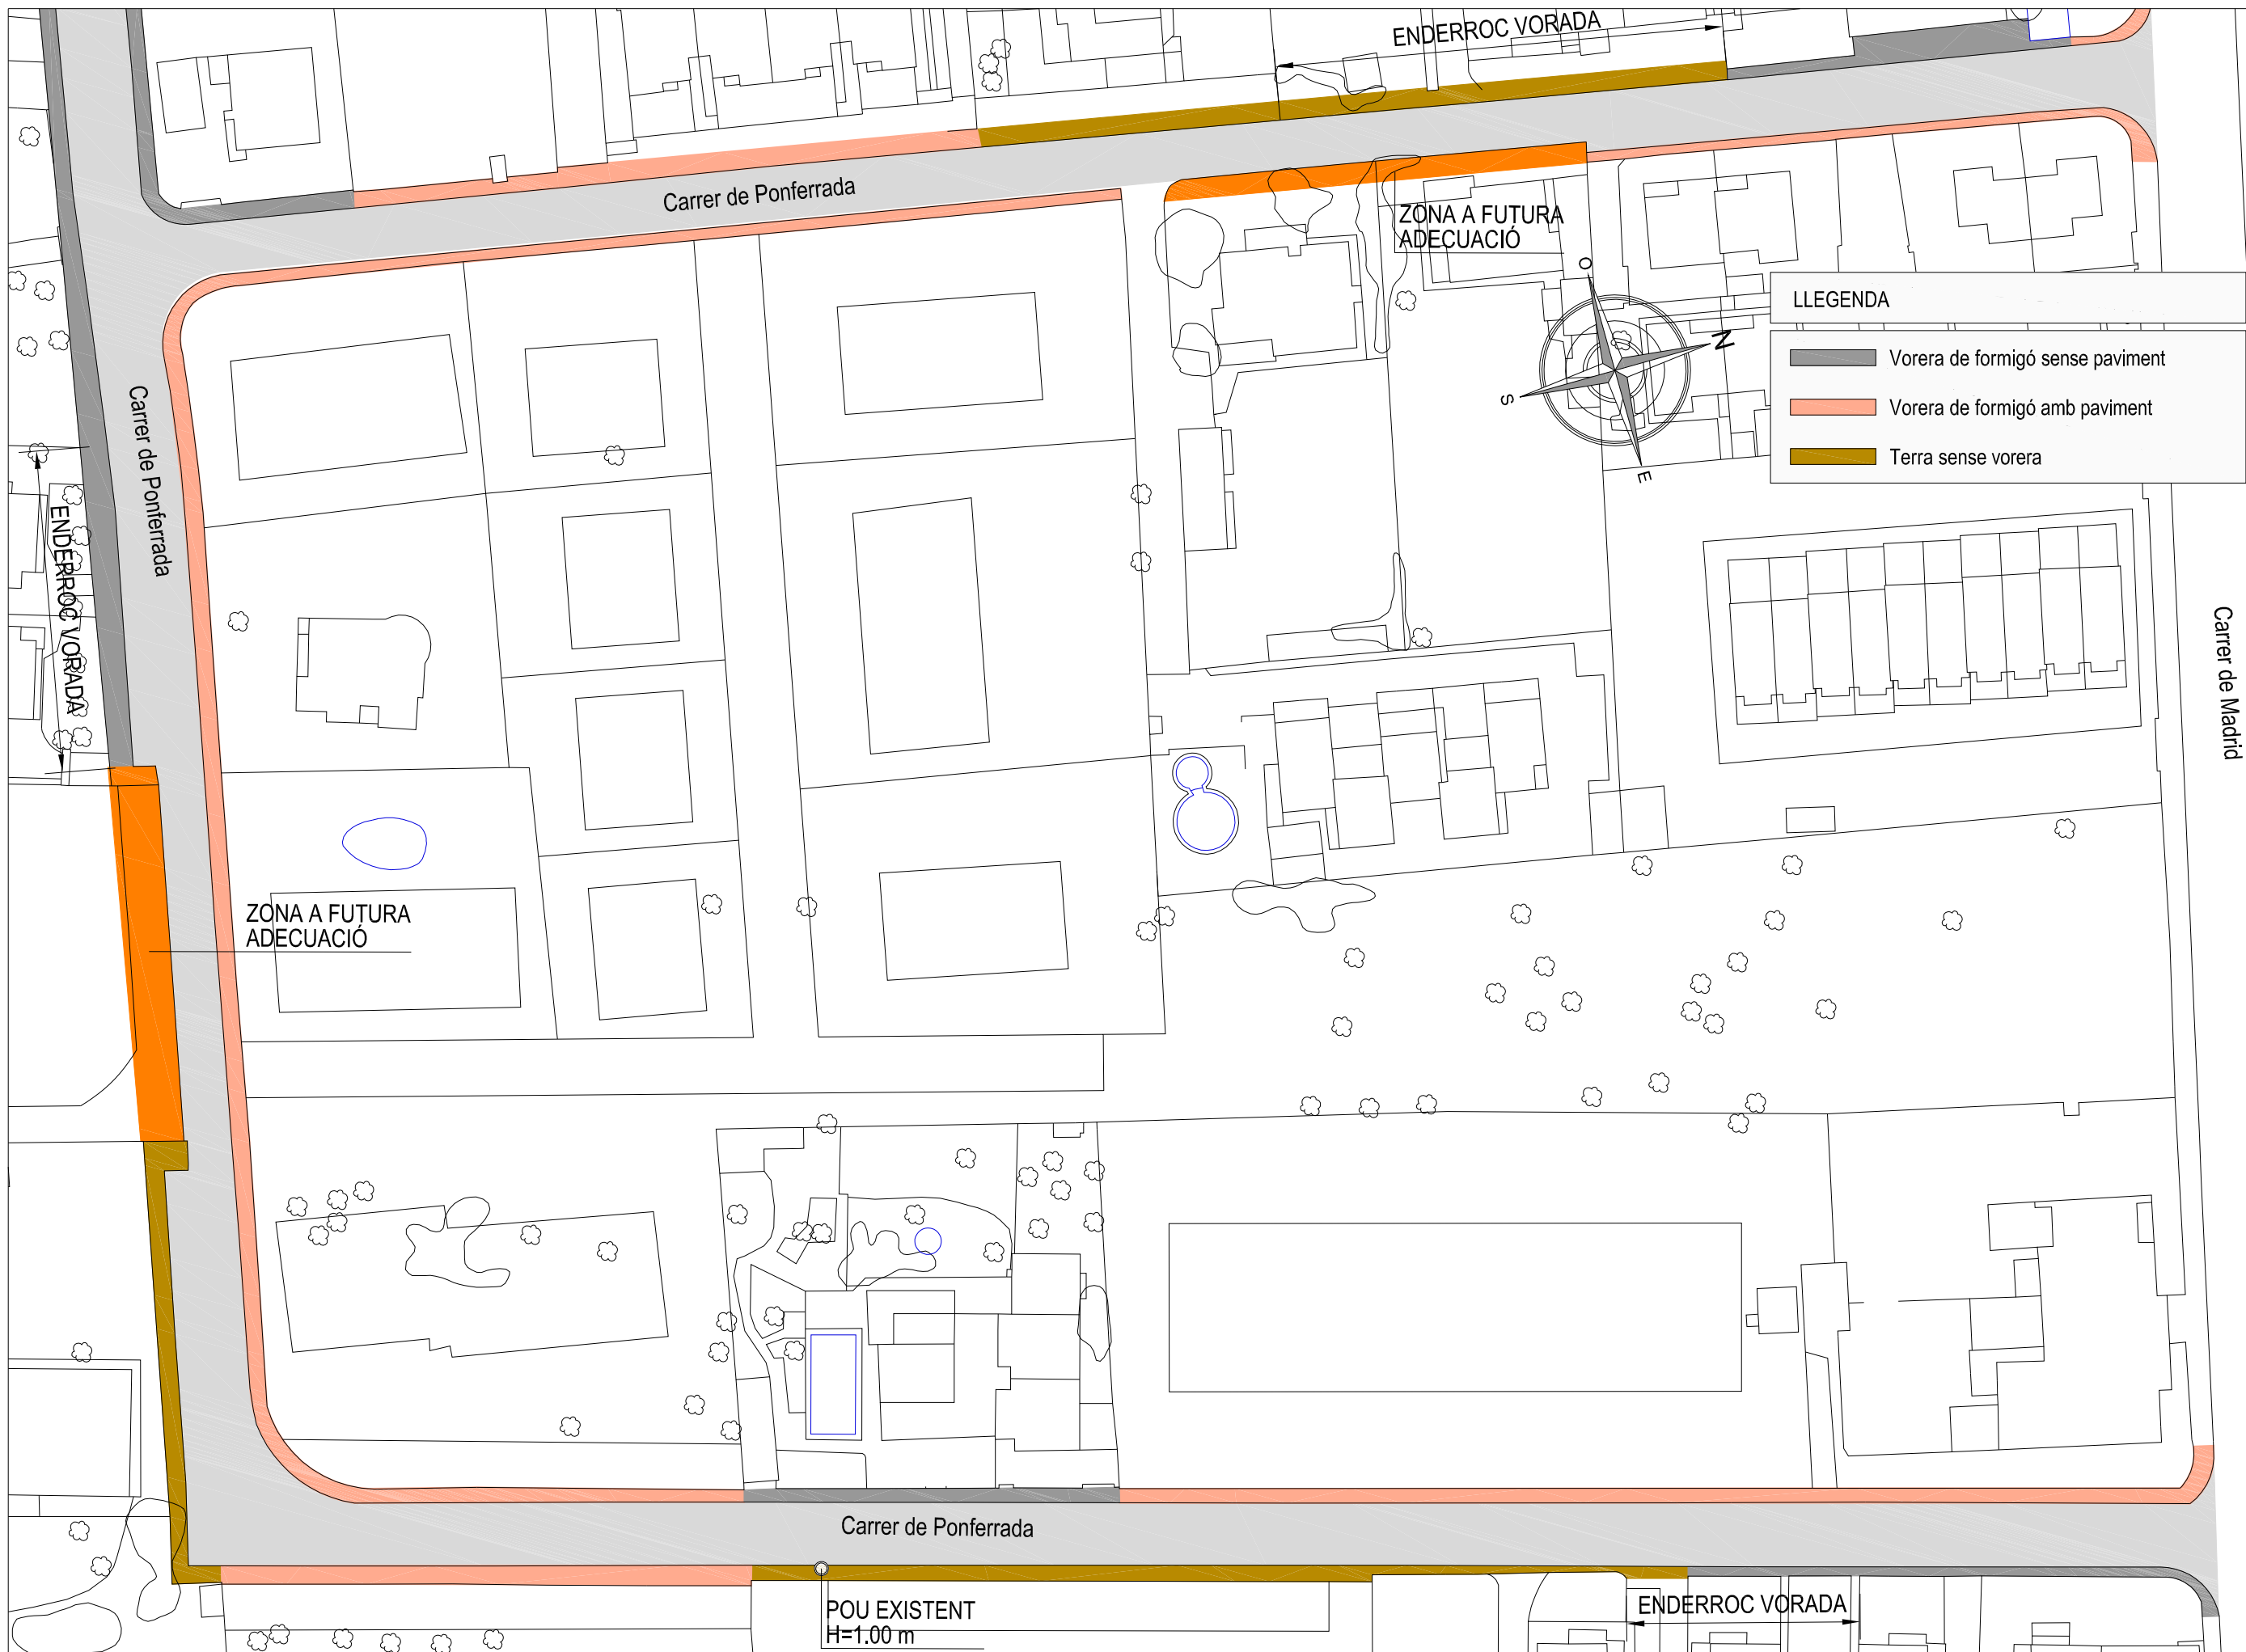 ENDERROC VORADA
Carrer de Ponferrada
ZONA A FUTURA
ADECUACIÓ
O
N
S
E
LLEGENDA
Vorera de formigó sense paviment
Vorera de formigó amb paviment
Terra sense vorera
Carrer de Ponferrada
ENDERROC VORADA
Carrer de Madrid
ZONA A FUTURA
ADECUACIÓ
Carrer de Ponferrada
POU EXISTENT
H=1.00 m
ENDERROC VORADA